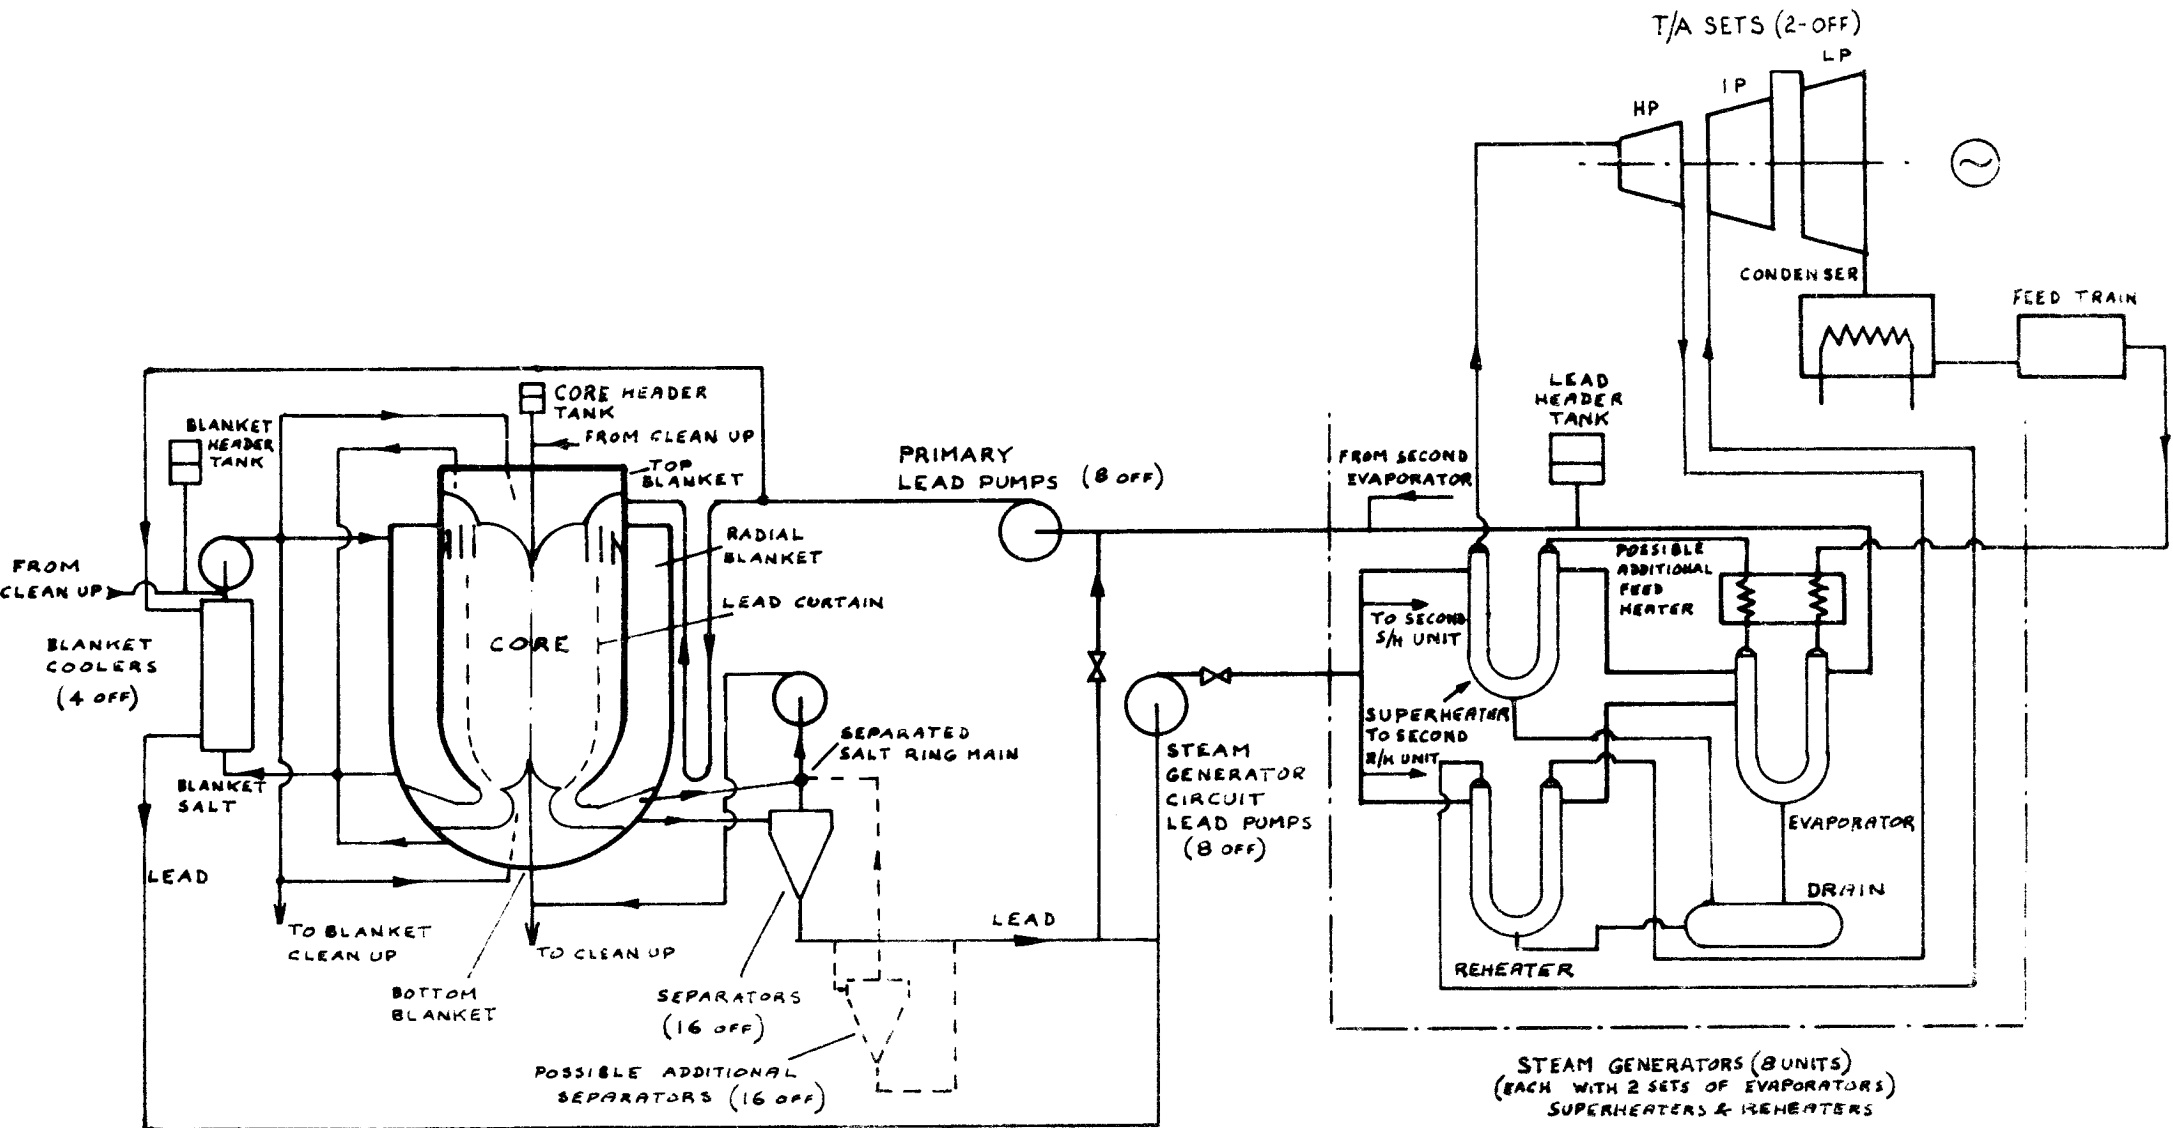 T/A SETS (2-OFF)
LP
IP
HP
CONDENSER
FEED TRAIN
LEAD
HEADER
TANK
CORE HEADER
TANK
BLANKET
HEADER
TANK
FROM CLEAN UP
TOP
BLANKET
PRIMARY
LEAD PUMPS (8 OFF)
FROM SECOND
EVAPORATOR
RADIAL
BLANKET
POSSIBLE
ADDITIONAL
FEED
HEATER
FROM
CLEAN UP
LEAD CURTAIN
TO SECOND
S/H UNIT
CORE
BLANKET
COOLERS
(4 OFF)
SUPERHEATER
TO SECOND
R/H UNIT
SEPARATED
SALT RING MAIN
STEAM
GENERATOR
CIRCUIT
LEAD PUMPS
(8 OFF)
BLANKET
SALT
EVAPORATOR
LEAD
DRAIN
LEAD
TO BLANKET
CLEAN UP
TO CLEAN UP
REHEATER
BOTTOM
BLANKET
SEPARATORS
(16 OFF)
POSSIBLE ADDITIONAL
SEPARATORS (16 OFF)
STEAM GENERATORS (8 UNITS)
(EACH WITH 2 SETS OF EVAPORATORS)
SUPERHEATERS & REHEATERS